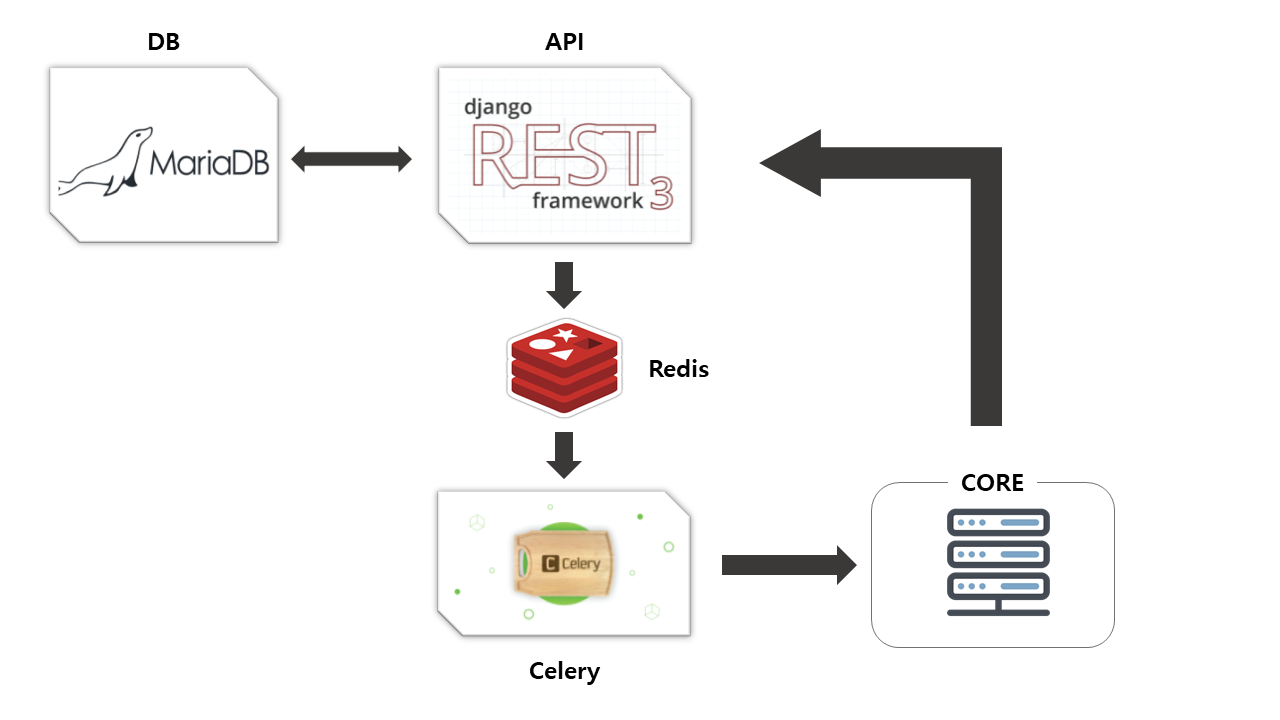 DB
API
MariaDB
django
REST
framework 3
Redis
CORE
C Celery
Celery